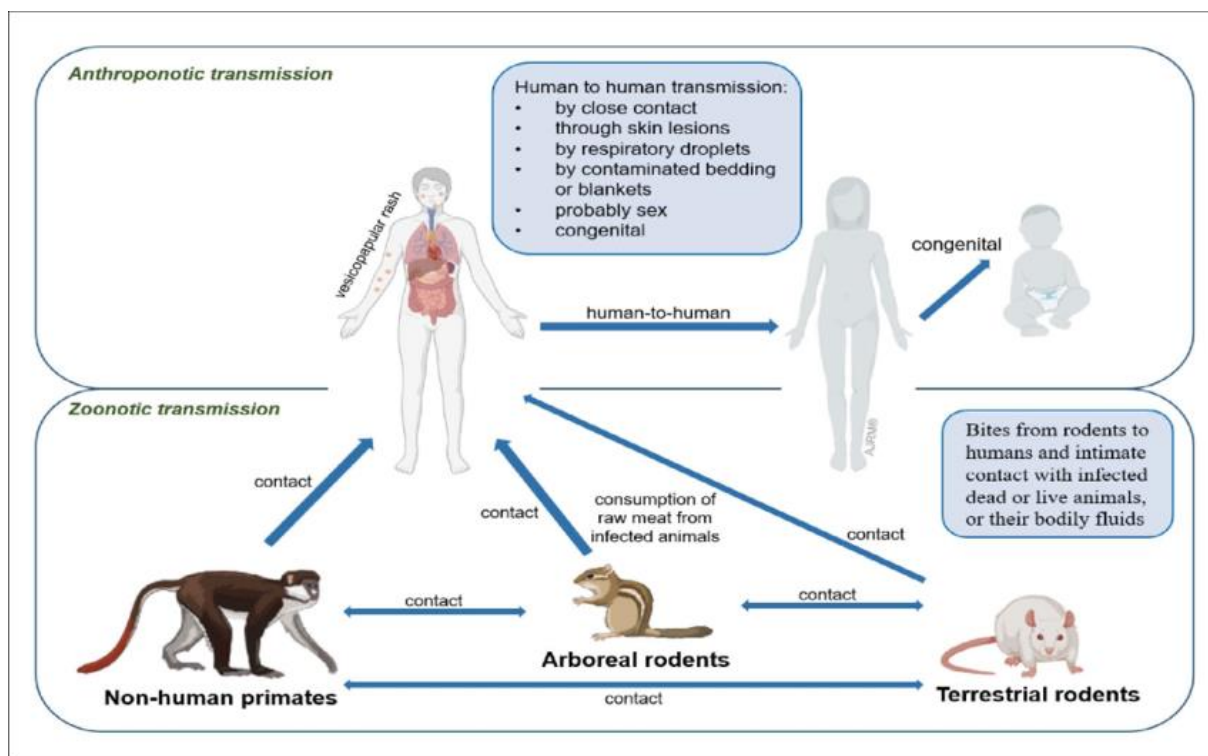 Anthroponotic transmission
Human to human transmission:
• by close contact
• through skin lesions
• by respiratory droplets
• by contaminated bedding
or blankets
• probably sex
• congenital
vesicopapular rash
congenital
human-to-human
AJRM®
Zoonotic transmission
Bites from rodents to
humans and intimate
contact with infected
dead or live animals,
or their bodily fluids
contact
contact
consumption of
raw meat from
infected animals
contact
contact
contact
Arboreal rodents
Non-human primates
contact
Terrestrial rodents